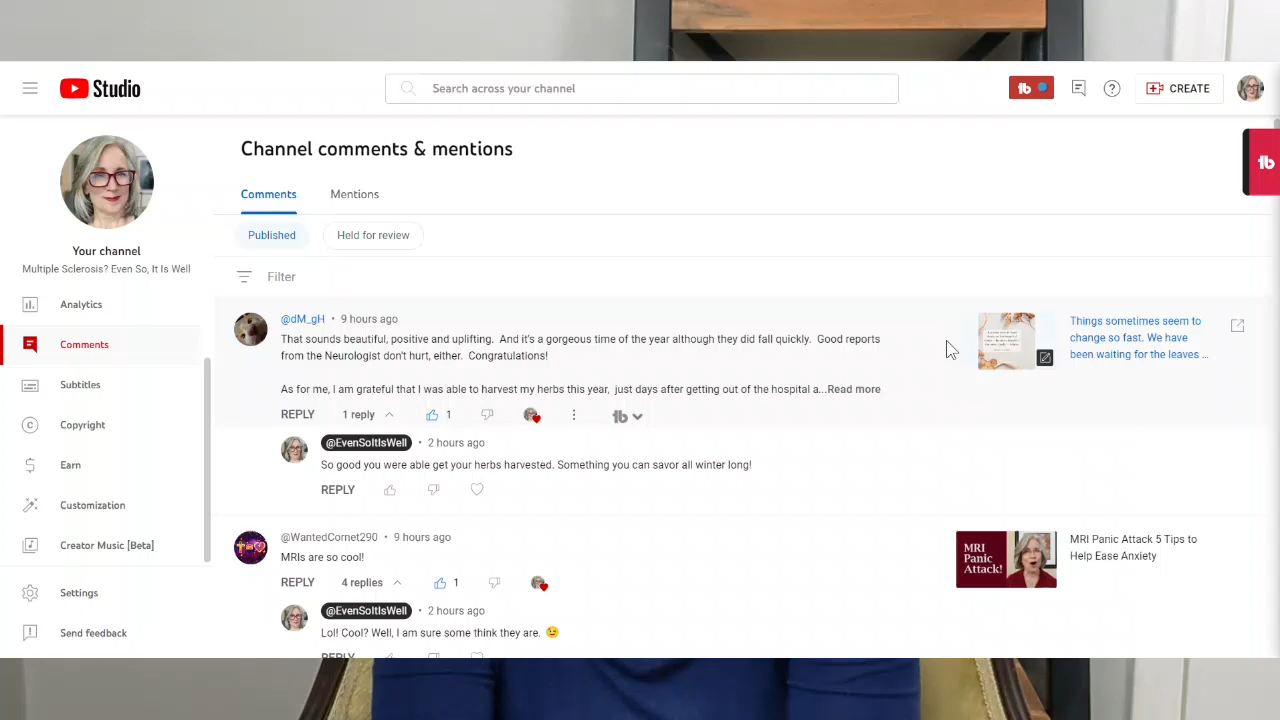 Studio
Search across your channel
CREATE
Channel comments & mentions
Comments
Mentions
Published
Held for review
Filter
Your channel
Multiple Sclerosis? Even So, It Is Well
Analytics
Comments
Subtitles
Copyright
Earn
Customization
Creator Music [Beta]
Settings
Send feedback
@dM_gH • 9 hours ago
That sounds beautiful, positive and uplifting. And it's a gorgeous time of the year although they did fall quickly. Good reports
from the Neurologist don't hurt, either. Congratulations!
As for me, I am grateful that I was able to harvest my herbs this year, just days after getting out of the hospital a...Read more
REPLY
1 reply
1
Things sometimes seem to
change so fast. We have
been waiting for the leaves ...
@EvenSoItIsWell • 2 hours ago
So good you were able get your herbs harvested. Something you can savor all winter long!
REPLY
@WantedCornet290 • 9 hours ago
MRIs are so cool!
REPLY
4 replies
1
MRI
Panic
Attack!
MRI Panic Attack 5 Tips to
Help Ease Anxiety
@EvenSoItIsWell • 2 hours ago
Lol! Cool? Well, I am sure some think they are. 😉
REPLY